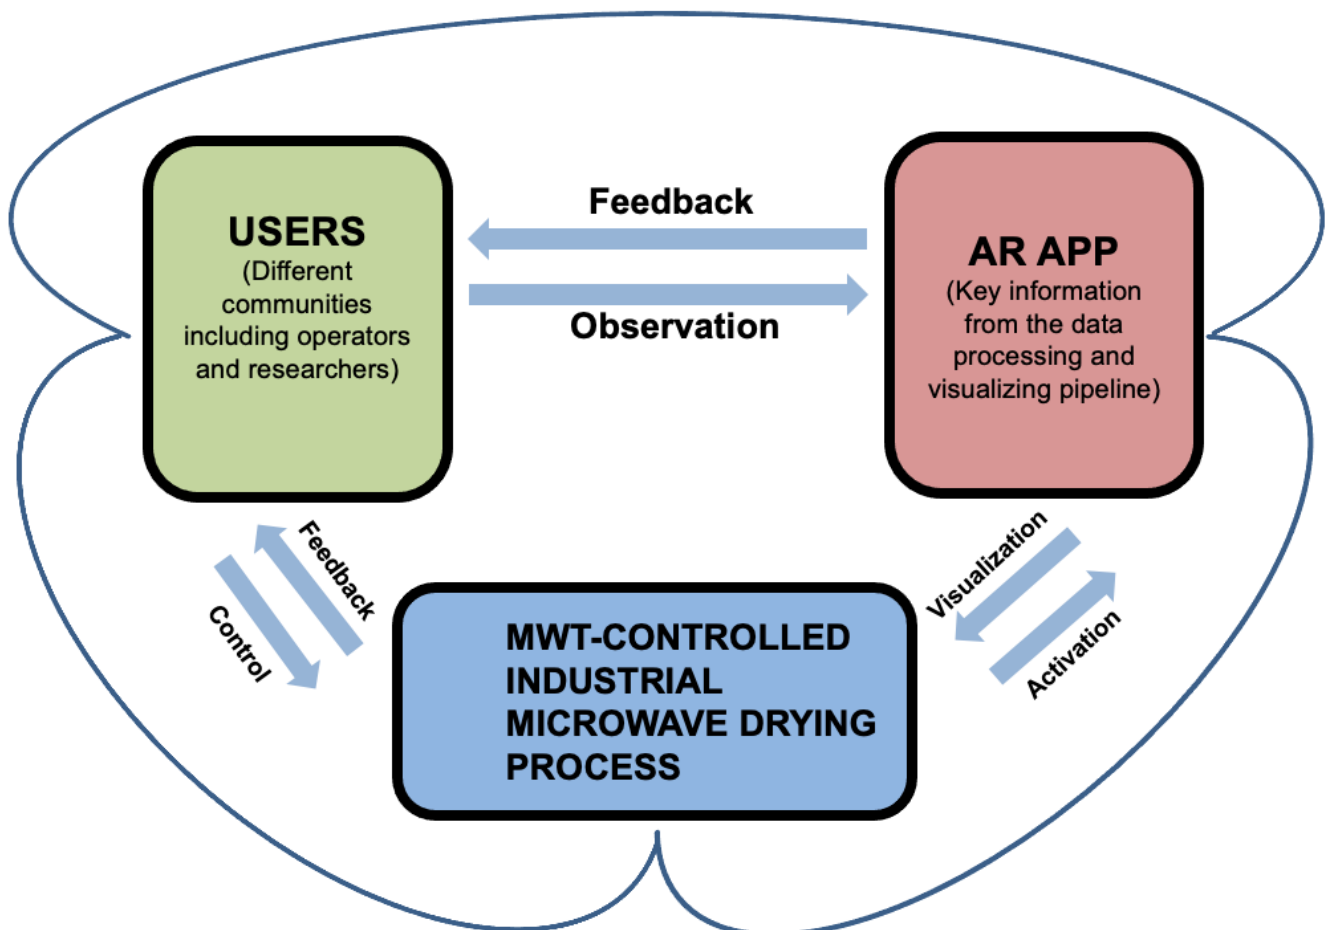 USERS
(Different
communities
including operators
and researchers)
Feedback
Observation
AR APP
(Key information
from the data
processing and
visualizing pipeline)
Feedback
Control
Visualization
Activation
MWT-CONTROLLED
INDUSTRIAL
MICROWAVE DRYING
PROCESS